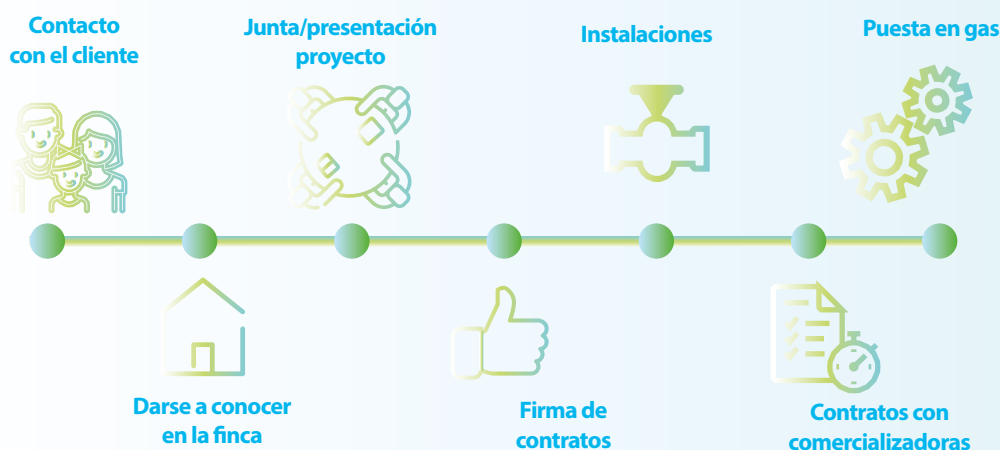 Contacto
con el cliente
Junta/presentación
proyecto
Instalaciones
Puesta en gas
Darse a conocer
en la finca
Firma de
contratos
Contratos con
comercializadoras